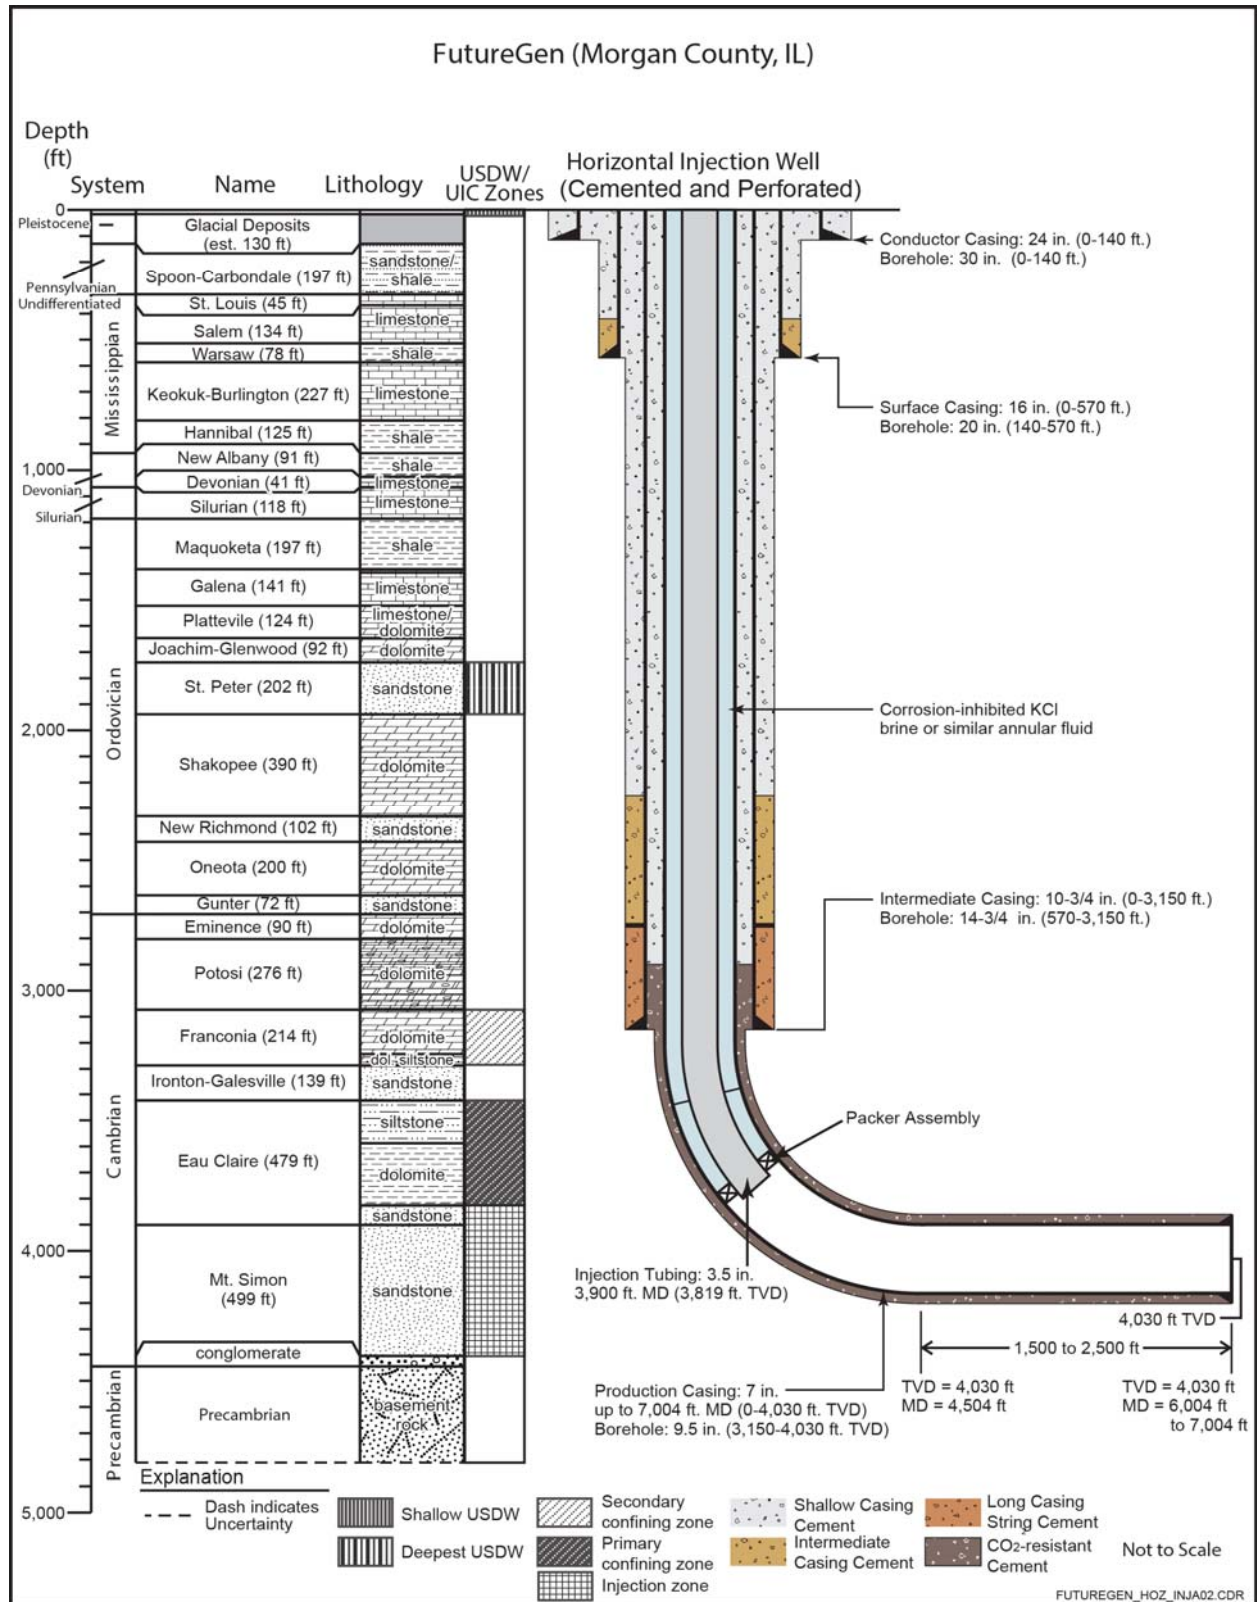 FutureGen (Morgan County, IL)
Depth
(ft)
System
Name
Lithology
USDW/
UIC Zones
Horizontal Injection Well
(Cemented and Perforated)
0
1,000
2,000
3,000
4,000
5,000
Pleistocene
Pennsylvanian
Undifferentiated
Mississippian
Devonian
Silurian
Ordovician
Cambrian
Precambrian
Glacial Deposits
(est. 130 ft)
Spoon-Carbondale (197 ft)
St. Louis (45 ft)
Salem (134 ft)
Warsaw (78 ft)
Keokuk-Burlington (227 ft)
Hannibal (125 ft)
New Albany (91 ft)
Devonian (41 ft)
Silurian (118 ft)
Maquoketa (197 ft)
Galena (141 ft)
Plattevile (124 ft)
Joachim-Glenwood (92 ft)
St. Peter (202 ft)
Shakopee (390 ft)
New Richmond (102 ft)
Oneota (200 ft)
Gunter (72 ft)
Eminence (90 ft)
Potosi (276 ft)
Franconia (214 ft)
Ironton-Galesville (139 ft)
Eau Claire (479 ft)
Mt. Simon
(499 ft)
conglomerate
Precambrian
sandstone/
shale
limestone
shale
limestone
shale
shale
limestone
limestone
shale
limestone
limestone/
dolomite
dolomite
sandstone
dolomite
sandstone
dolomite
sandstone
dolomite
dolomite
dolomite
dol. siltstone
sandstone
siltstone
dolomite
sandstone
sandstone
basement
rock
Conductor Casing: 24 in. (0-140 ft.)
Borehole: 30 in. (0-140 ft.)
Surface Casing: 16 in. (0-570 ft.)
Borehole: 20 in. (140-570 ft.)
Corrosion-inhibited KCl
brine or similar annular fluid
Intermediate Casing: 10-3/4 in. (0-3,150 ft.)
Borehole: 14-3/4 in. (570-3,150 ft.)
Packer Assembly
Injection Tubing: 3.5 in.
3,900 ft. MD (3,819 ft. TVD)
4,030 ft TVD
1,500 to 2,500 ft
Production Casing: 7 in.
up to 7,004 ft. MD (0-4,030 ft. TVD)
Borehole: 9.5 in. (3,150-4,030 ft. TVD)
TVD = 4,030 ft
MD = 4,504 ft
TVD = 4,030 ft
MD = 6,004 ft
to 7,004 ft
Explanation
Dash indicates
Uncertainty
Shallow USDW
Deepest USDW
Secondary
confining zone
Primary
confining zone
Injection zone
Shallow Casing
Cement
Intermediate
Casing Cement
Long Casing
String Cement
CO2-resistant
Cement
Not to Scale
FUTUREGEN_HOZ_INJA02.CDR